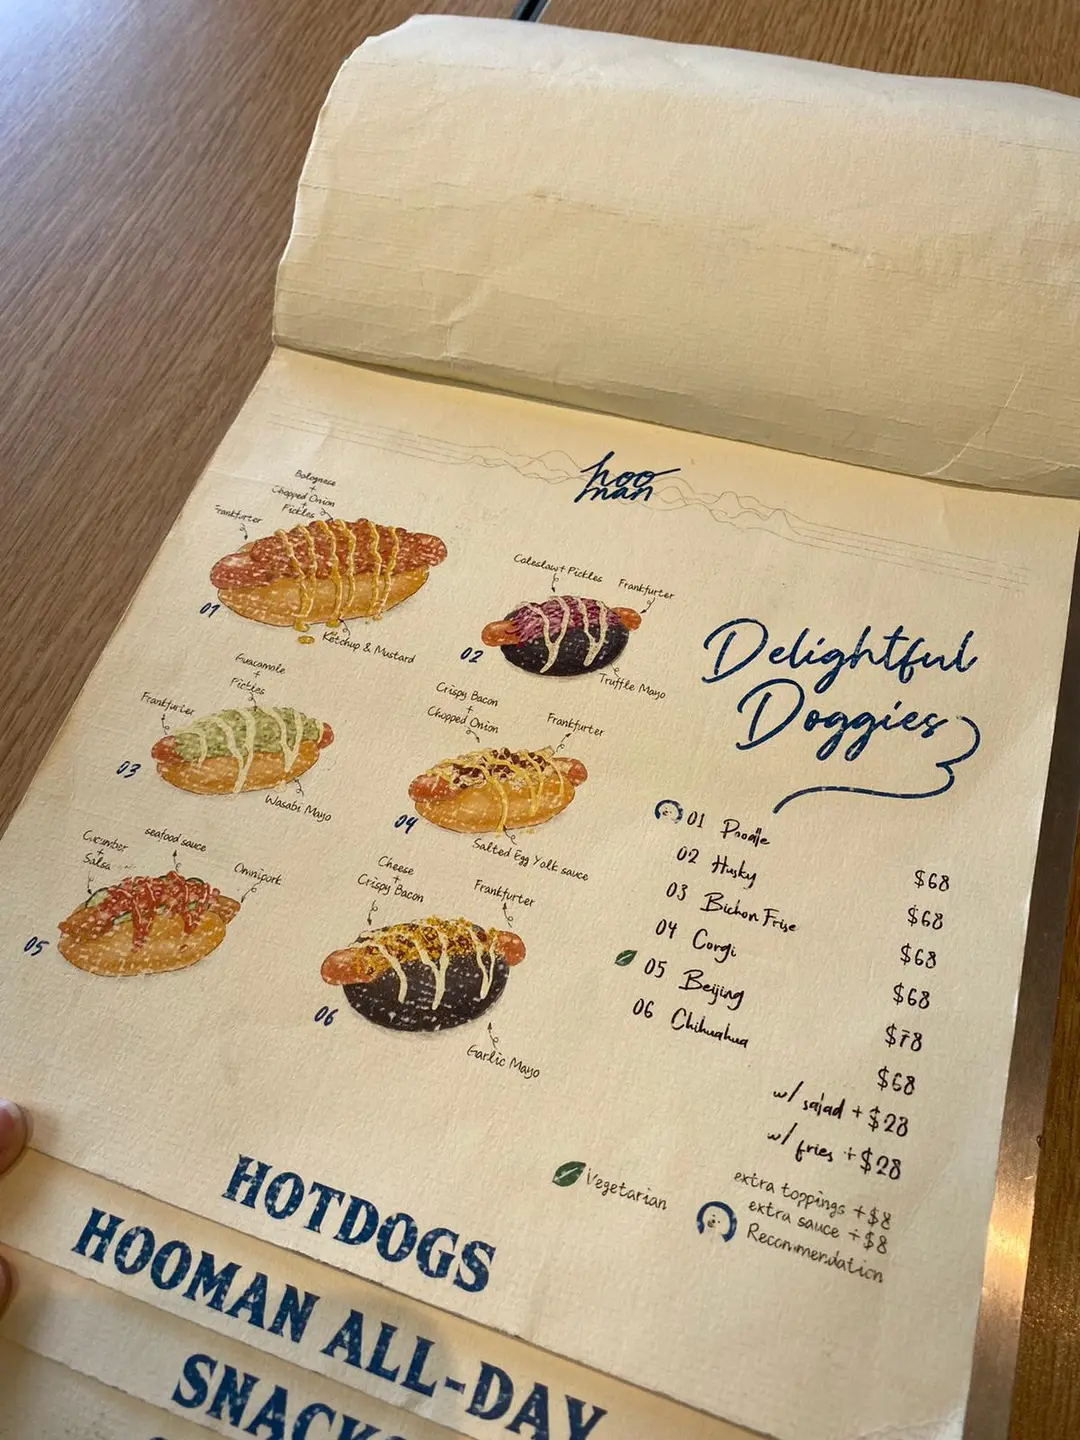 hoo
man
Bolognese
+
Chopped Onion
+
Pickles
Frankfurter
01
Ketchup & Mustard
Coleslaw + Pickles
Frankfurter
02
Truffle Mayo
Guacamole
+
Pickles
Frankfurter
03
Wasabi Mayo
Crispy Bacon
+
Chopped Onion
Frankfurter
04
Salted Egg Yolk sauce
Cucumber
+
Salsa
seafood sauce
Omnipork
05
Cheese
+
Crispy Bacon
Frankfurter
06
Garlic Mayo
Delightful
Doggies
01 Poodle $68
02 Husky $68
03 Bichon Frise $68
04 Corgi $68
05 Beijing $78
06 Chihuahua $68
w/ salad +$28
w/ fries +$28
extra toppings +$8
extra sauce +$8
Vegetarian
Recommendation
HOTDOGS
HOOMAN ALL-DAY